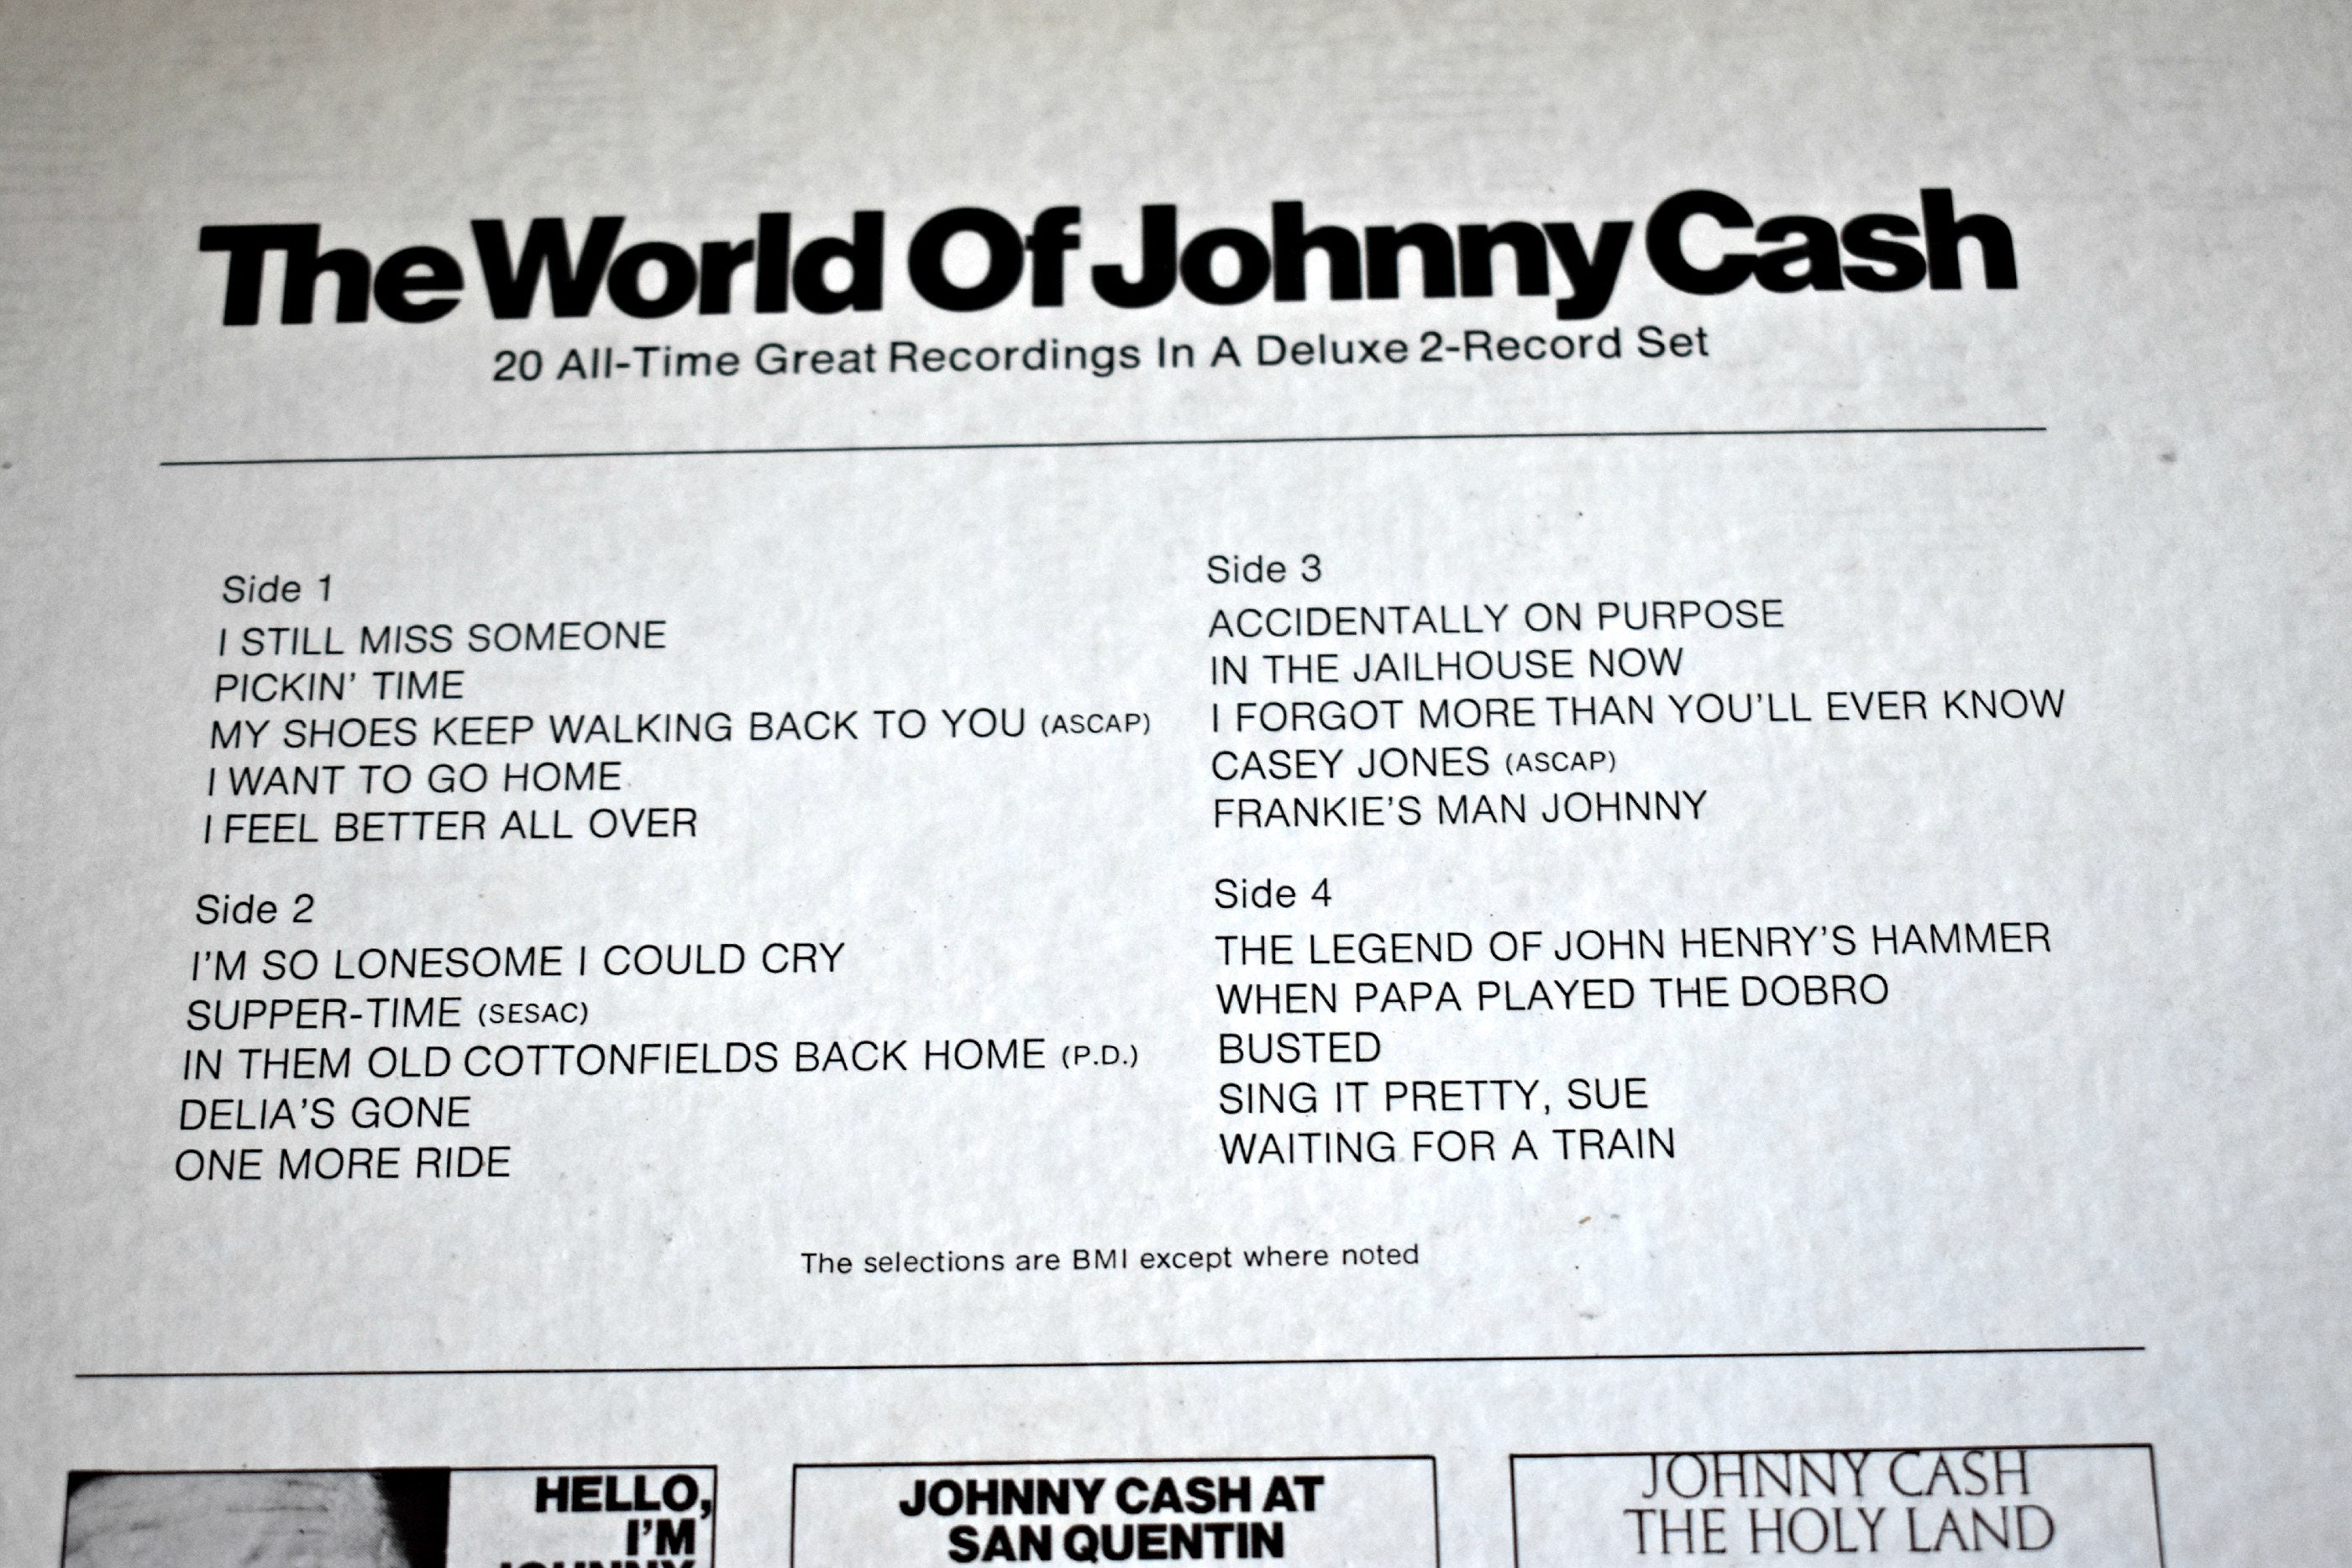 The World Of Johnny Cash
20 All-Time Great Recordings In A Deluxe 2-Record Set
Side 1
I STILL MISS SOMEONE
PICKIN' TIME
MY SHOES KEEP WALKING BACK TO YOU (ASCAP)
I WANT TO GO HOME
I FEEL BETTER ALL OVER
Side 2
I'M SO LONESOME I COULD CRY
SUPPER-TIME (SESAC)
IN THEM OLD COTTONFIELDS BACK HOME (P.D.)
DELIA'S GONE
ONE MORE RIDE
Side 3
ACCIDENTALLY ON PURPOSE
IN THE JAILHOUSE NOW
I FORGOT MORE THAN YOU'LL EVER KNOW
CASEY JONES (ASCAP)
FRANKIE'S MAN JOHNNY
Side 4
THE LEGEND OF JOHN HENRY'S HAMMER
WHEN PAPA PLAYED THE DOBRO
BUSTED
SING IT PRETTY, SUE
WAITING FOR A TRAIN
The selections are BMI except where noted
HELLO,
I'M
JOHNNY CASH AT
SAN QUENTIN
JOHNNY CASH
THE HOLY LAND